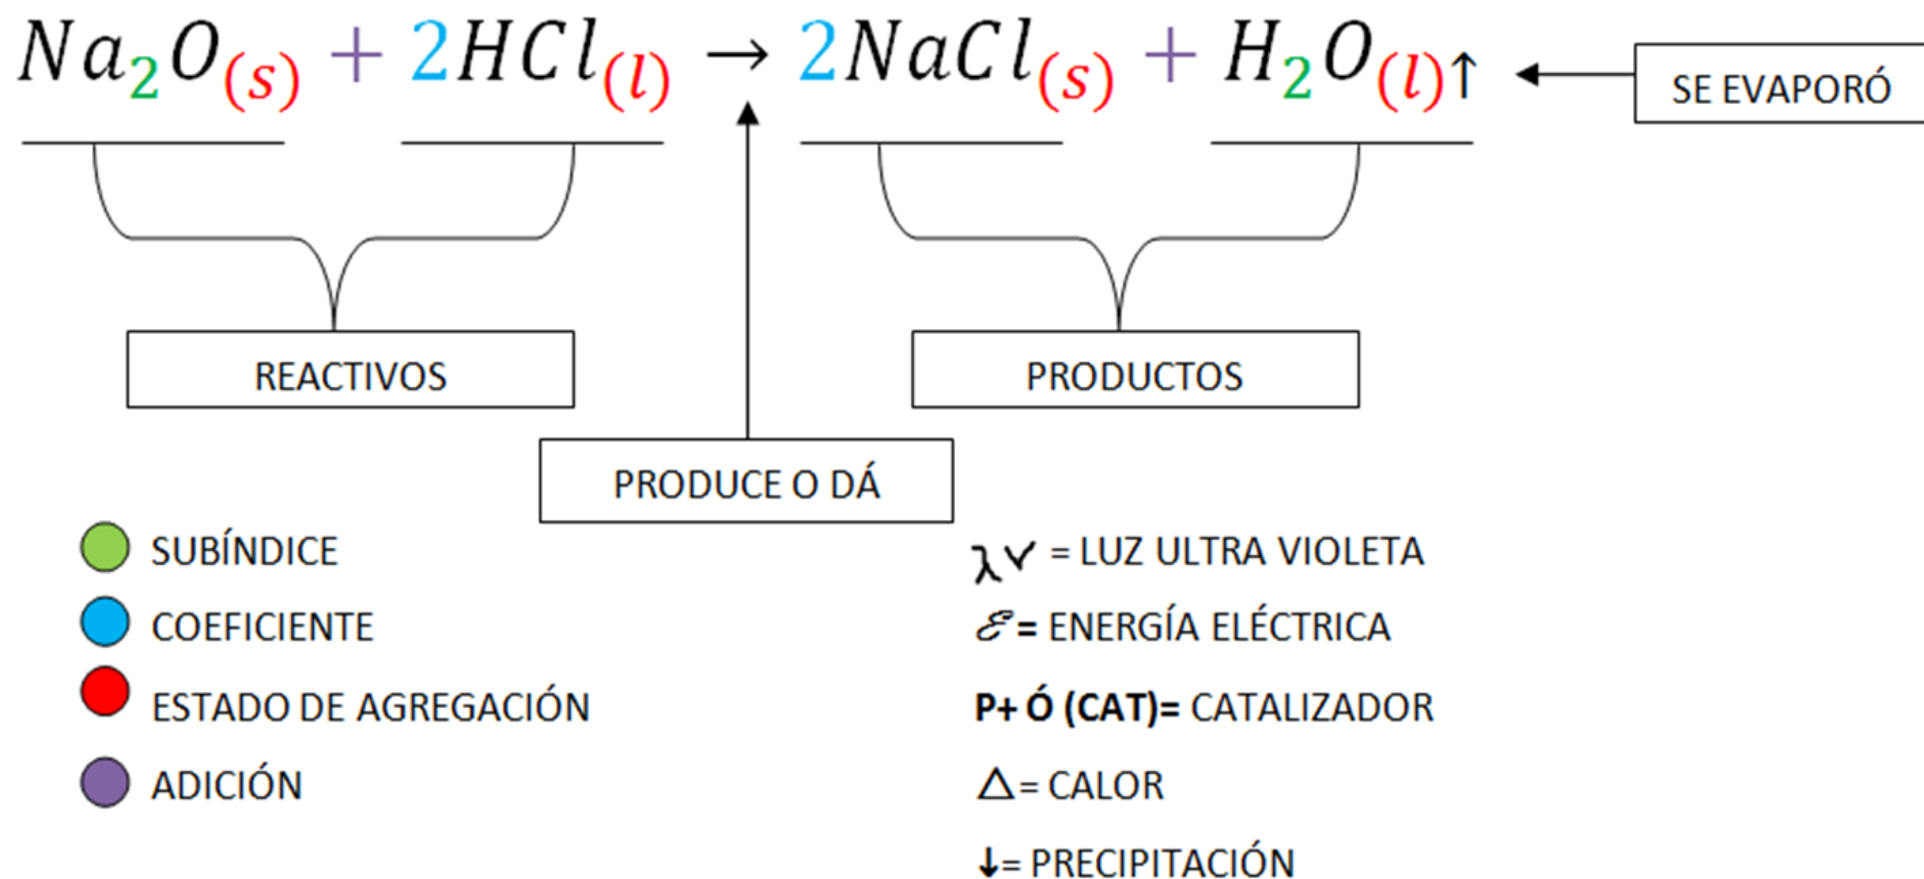 Na₂O(s) + 2HCl(l) → 2NaCl(s) + H₂O(l)↑
SE EVAPORÓ
REACTIVOS
PRODUCTOS
PRODUCE O DÁ
SUBÍNDICE
COEFICIENTE
ESTADO DE AGREGACIÓN
ADICIÓN
λν = LUZ ULTRA VIOLETA
ℰ= ENERGÍA ELÉCTRICA
P+ Ó (CAT)= CATALIZADOR
△= CALOR
↓= PRECIPITACIÓN